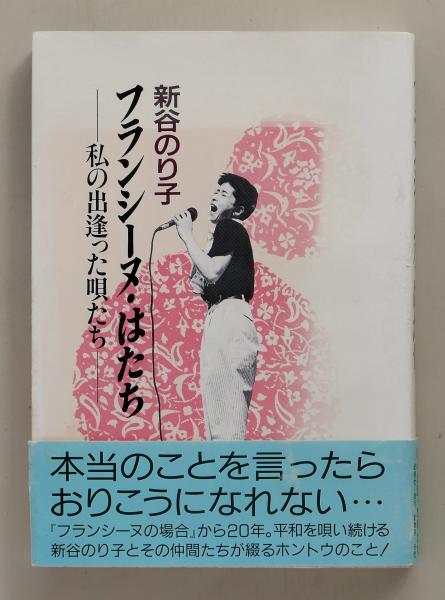 新谷のり子
フランシーヌ・はたち
──私の出逢った唄たち──
本当のことを言ったら
おりこうになれない…
『フランシーヌの場合』から20年。平和を唄い続ける
新谷のり子とその仲間たちが綴るホントウのこと!